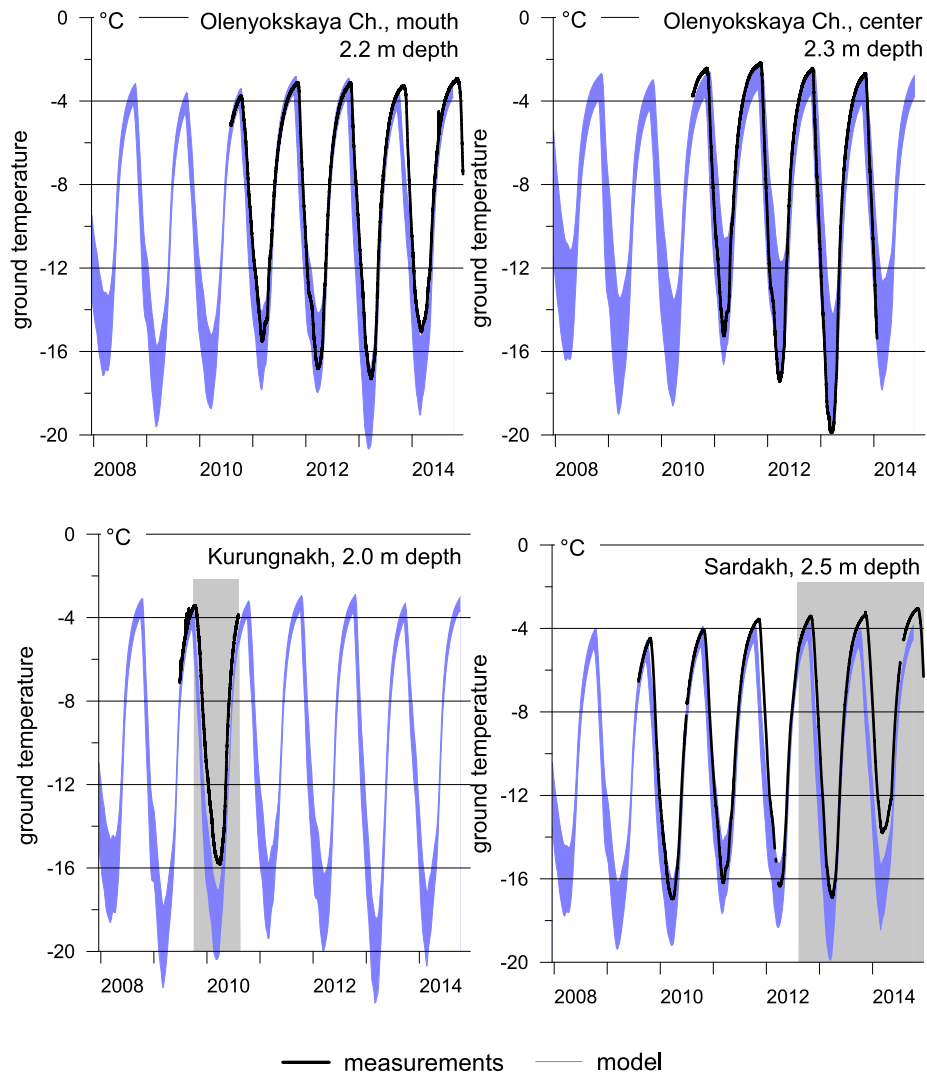 0
°C
Olenyokskaya Ch., mouth
2.2 m depth
-4
-8
-12
-16
-20
ground temperature
2008
2010
2012
2014
0
°C
Olenyokskaya Ch., center
2.3 m depth
-4
-8
-12
-16
-20
ground temperature
2008
2010
2012
2014
0
°C
Kurungnakh, 2.0 m depth
-4
-8
-12
-16
-20
ground temperature
2008
2010
2012
2014
0
°C
Sardakh, 2.5 m depth
-4
-8
-12
-16
-20
ground temperature
2008
2010
2012
2014
measurements
model